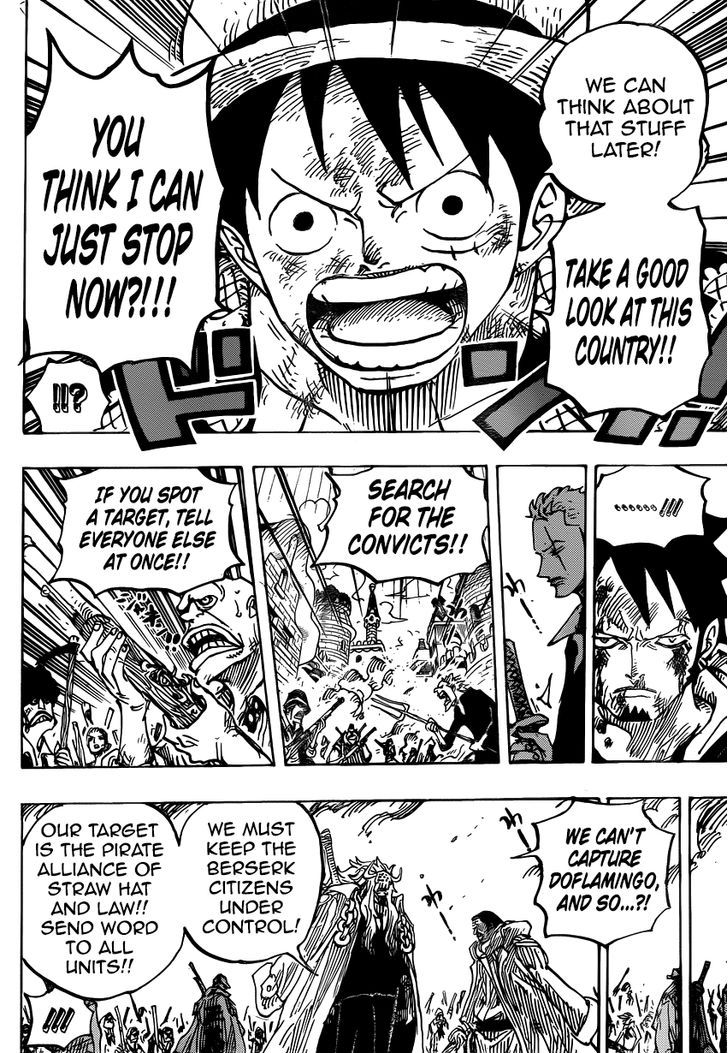 WE CAN
THINK ABOUT
THAT STUFF
LATER!
TAKE A GOOD
LOOK AT THIS
COUNTRY!!
YOU
THINK I CAN
JUST STOP
NOW?!!!
!!?
ドン
.......!!!
SEARCH
FOR THE
CONVICTS!!
IF YOU SPOT
A TARGET, TELL
EVERYONE ELSE
AT ONCE!!
WE CAN'T
CAPTURE
DOFLAMINGO,
AND SO...?!
WE MUST
KEEP THE
BERSERK
CITIZENS
UNDER
CONTROL!
OUR TARGET
IS THE PIRATE
ALLIANCE OF
STRAW HAT
AND LAW!!
SEND WORD
TO ALL
UNITS!!
!!!